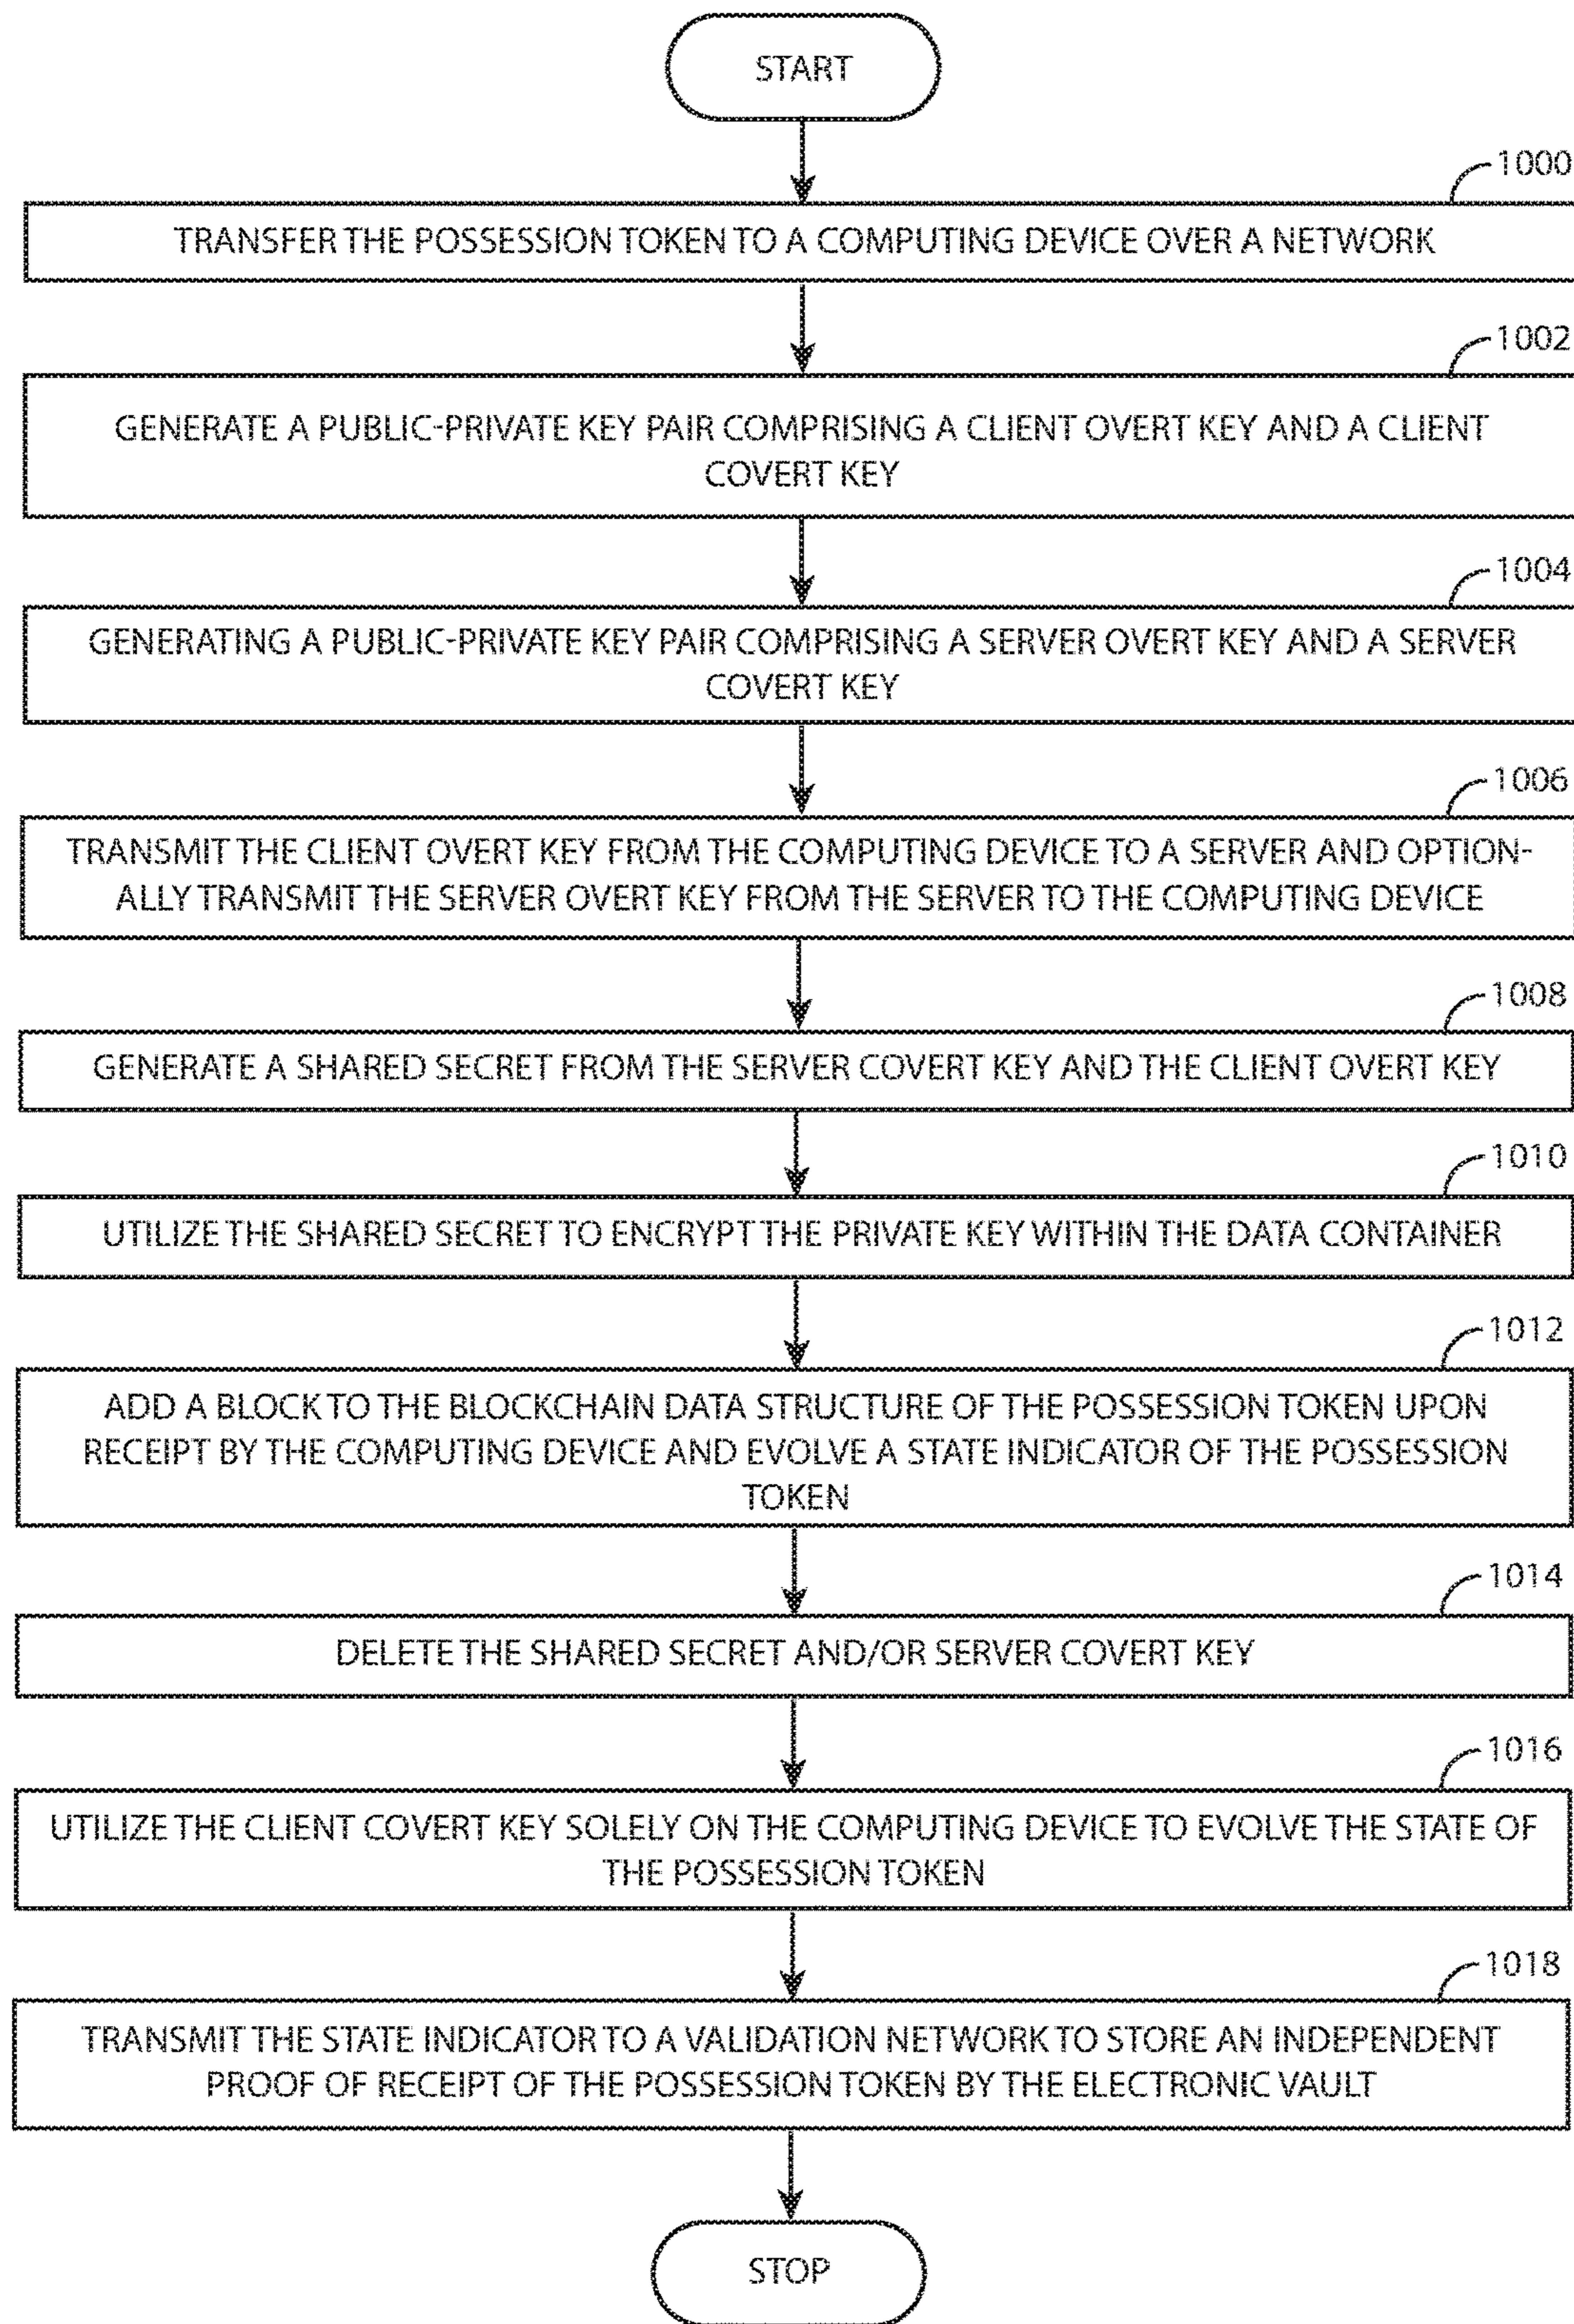 START
1000
TRANSFER THE POSSESSION TOKEN TO A COMPUTING DEVICE OVER A NETWORK
1002
GENERATE A PUBLIC-PRIVATE KEY PAIR COMPRISING A CLIENT OVERT KEY AND A CLIENT
COVERT KEY
1004
GENERATING A PUBLIC-PRIVATE KEY PAIR COMPRISING A SERVER OVERT KEY AND A SERVER
COVERT KEY
1006
TRANSMIT THE CLIENT OVERT KEY FROM THE COMPUTING DEVICE TO A SERVER AND OPTION-
ALLY TRANSMIT THE SERVER OVERT KEY FROM THE SERVER TO THE COMPUTING DEVICE
1008
GENERATE A SHARED SECRET FROM THE SERVER COVERT KEY AND THE CLIENT OVERT KEY
1010
UTILIZE THE SHARED SECRET TO ENCRYPT THE PRIVATE KEY WITHIN THE DATA CONTAINER
1012
ADD A BLOCK TO THE BLOCKCHAIN DATA STRUCTURE OF THE POSSESSION TOKEN UPON
RECEIPT BY THE COMPUTING DEVICE AND EVOLVE A STATE INDICATOR OF THE POSSESSION
TOKEN
1014
DELETE THE SHARED SECRET AND/OR SERVER COVERT KEY
1016
UTILIZE THE CLIENT COVERT KEY SOLELY ON THE COMPUTING DEVICE TO EVOLVE THE STATE OF
THE POSSESSION TOKEN
1018
TRANSMIT THE STATE INDICATOR TO A VALIDATION NETWORK TO STORE AN INDEPENDENT
PROOF OF RECEIPT OF THE POSSESSION TOKEN BY THE ELECTRONIC VAULT
STOP